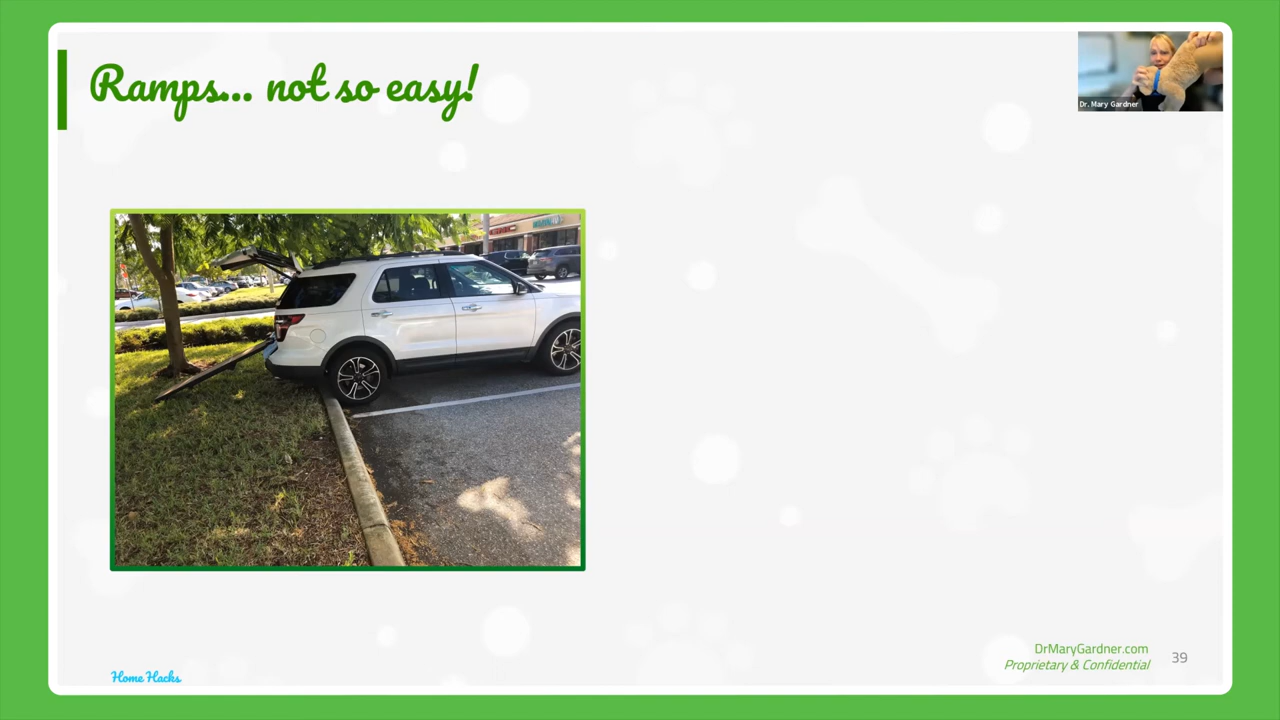 Ramps... not so easy!
Dr. Mary Gardner
DrMaryGardner.com
Proprietary & Confidential
39
Home Hacks